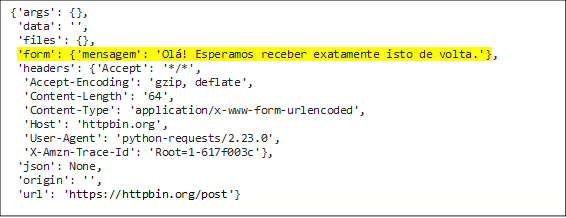 {'args': {},
'data': '',
'files': {},
'form': {'mensagem': 'Olá! Esperamos receber exatamente isto de volta.'},
'headers': {'Accept': '*/*',
'Accept-Encoding': 'gzip, deflate',
'Content-Length': '64',
'Content-Type': 'application/x-www-form-urlencoded',
'Host': 'httpbin.org',
'User-Agent': 'python-requests/2.23.0',
'X-Amzn-Trace-Id': 'Root=1-617f003c'},
'json': None,
'origin': '',
'url': 'https://httpbin.org/post'}